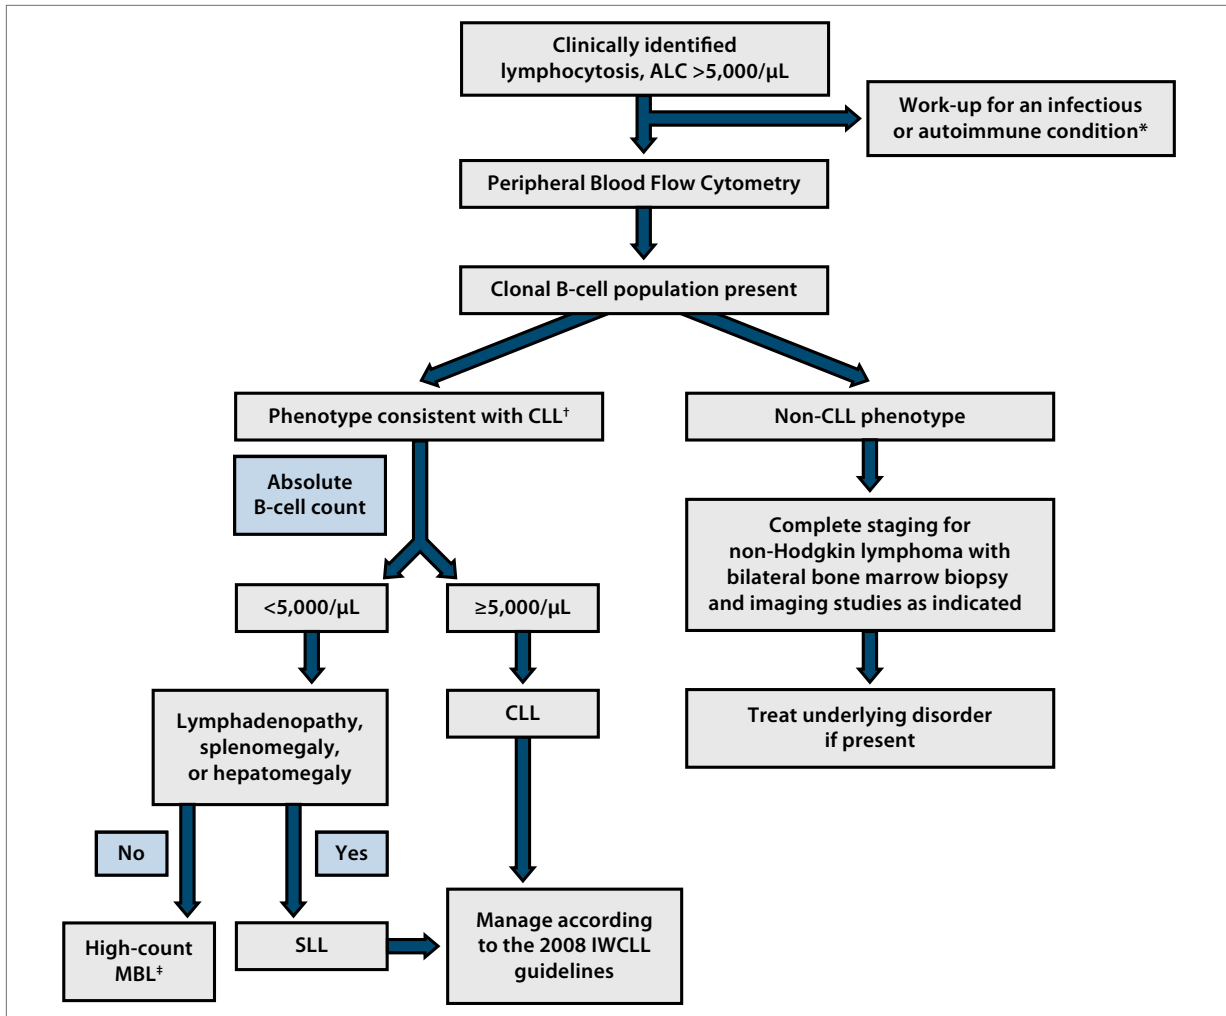 Clinically identified
lymphocytosis, ALC >5,000/µL
Work-up for an infectious
or autoimmune condition*
Peripheral Blood Flow Cytometry
Clonal B-cell population present
Phenotype consistent with CLL†
Non-CLL phenotype
Absolute
B-cell count
Complete staging for
non-Hodgkin lymphoma with
bilateral bone marrow biopsy
and imaging studies as indicated
<5,000/µL
≥5,000/µL
Lymphadenopathy,
splenomegaly,
or hepatomegaly
CLL
Treat underlying disorder
if present
No
Yes
High-count
MBL‡
SLL
Manage according
to the 2008 IWCLL
guidelines